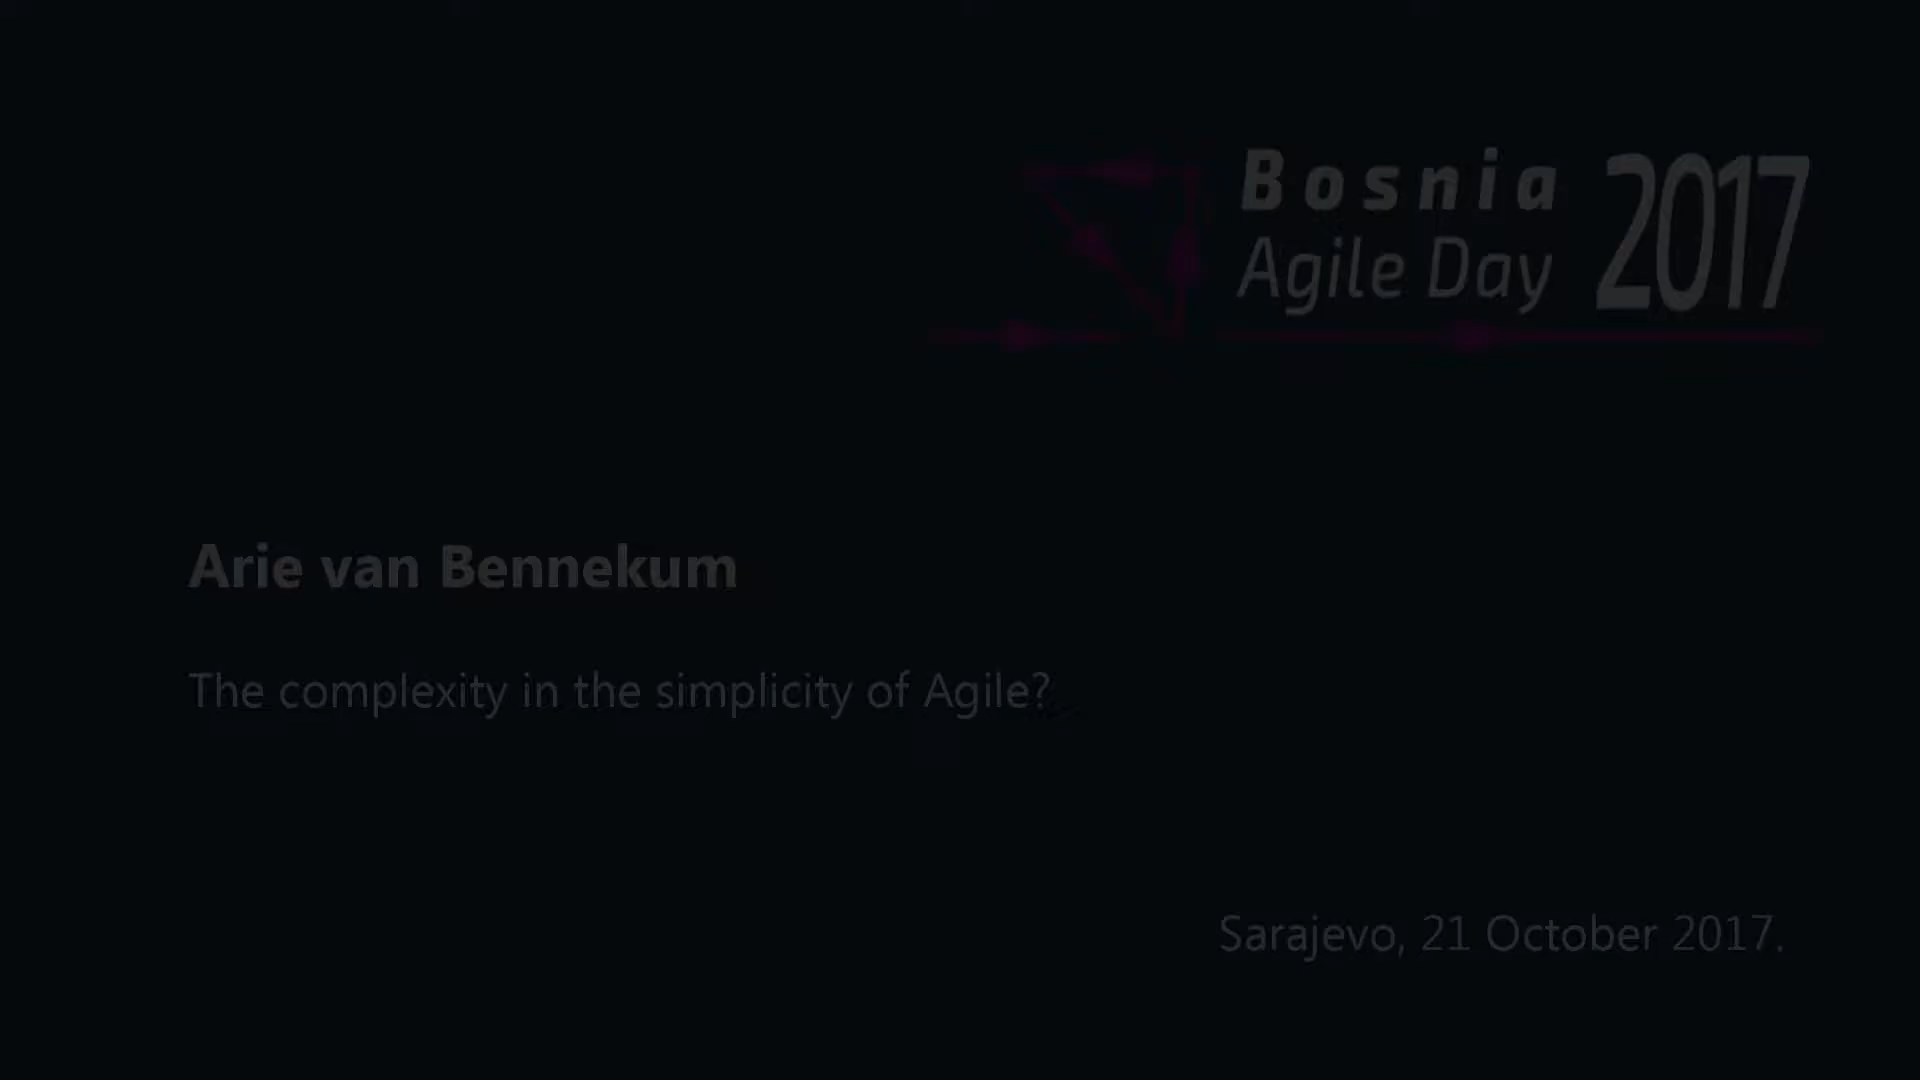 Bosnia
Agile Day 2017
Arie van Bennekum
The complexity in the simplicity of Agile?
Sarajevo, 21 October 2017.